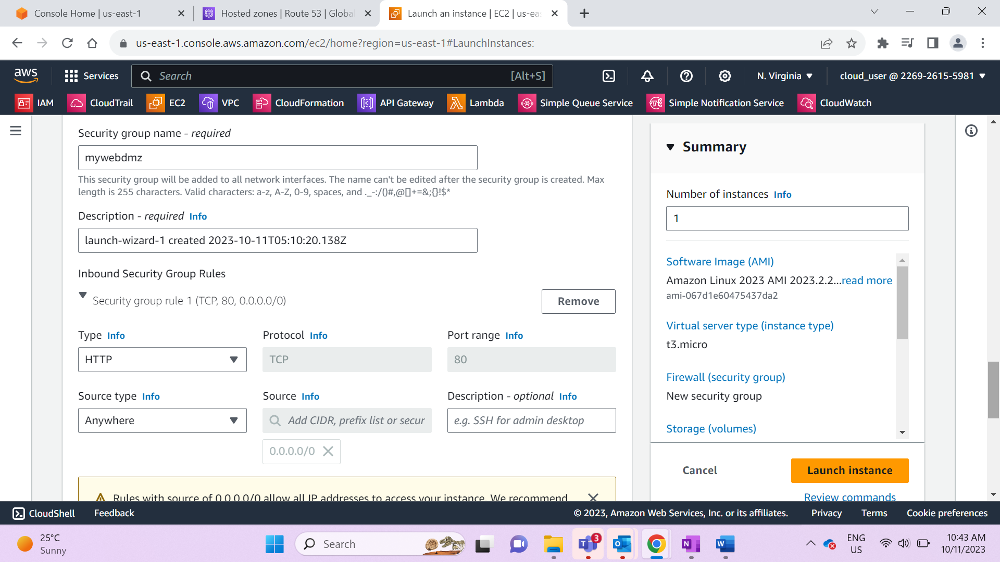 Console Home | us-east-1
Hosted zones | Route 53 | Global
Launch an instance | EC2 | us-eas
us-east-1.console.aws.amazon.com/ec2/home?region=us-east-1#LaunchInstances:
aws
Services
Search
[Alt+S]
N. Virginia
cloud_user @ 2269-2615-5981
IAM
CloudTrail
EC2
VPC
CloudFormation
API Gateway
Lambda
Simple Queue Service
Simple Notification Service
CloudWatch
Security group name - required
mywebdmz
This security group will be added to all network interfaces. The name can't be edited after the security group is created. Max
length is 255 characters. Valid characters: a-z, A-Z, 0-9, spaces, and ._-:/()#,@[]+=&;{}!$*
Description - required Info
launch-wizard-1 created 2023-10-11T05:10:20.138Z
Inbound Security Group Rules
Security group rule 1 (TCP, 80, 0.0.0.0/0)
Remove
Type Info
Protocol Info
Port range Info
HTTP
TCP
80
Source type Info
Source Info
Description - optional Info
Anywhere
Add CIDR, prefix list or secur
e.g. SSH for admin desktop
0.0.0.0/0
Rules with source of 0.0.0.0/0 allow all IP addresses to access your instance. We recommend
Summary
Number of instances Info
1
Software Image (AMI)
Amazon Linux 2023 AMI 2023.2.2...read more
ami-067d1e60475437da2
Virtual server type (instance type)
t3.micro
Firewall (security group)
New security group
Storage (volumes)
Cancel
Launch instance
Review commands
CloudShell
Feedback
© 2023, Amazon Web Services, Inc. or its affiliates.
Privacy
Terms
Cookie preferences
25°C
Sunny
Search
3
ENG
US
10:43 AM
10/11/2023